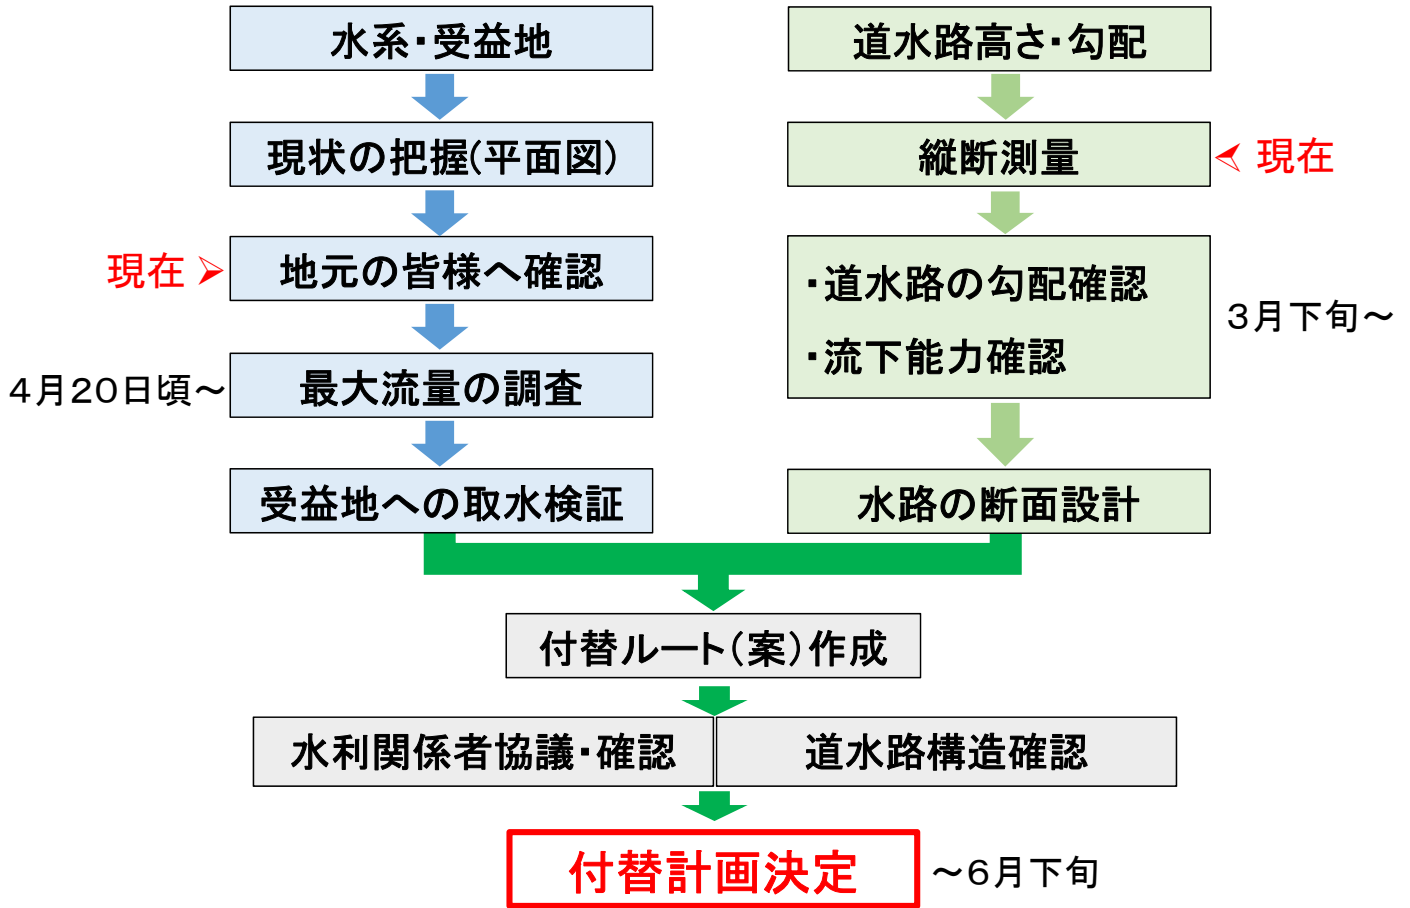 水系・受益地
現状の把握(平面図)
現在
地元の皆様へ確認
4月20日頃～
最大流量の調査
受益地への取水検証
道水路高さ・勾配
縦断測量
現在
・道水路の勾配確認
・流下能力確認
3月下旬～
水路の断面設計
付替ルート(案)作成
水利関係者協議・確認
道水路構造確認
付替計画決定
～6月下旬